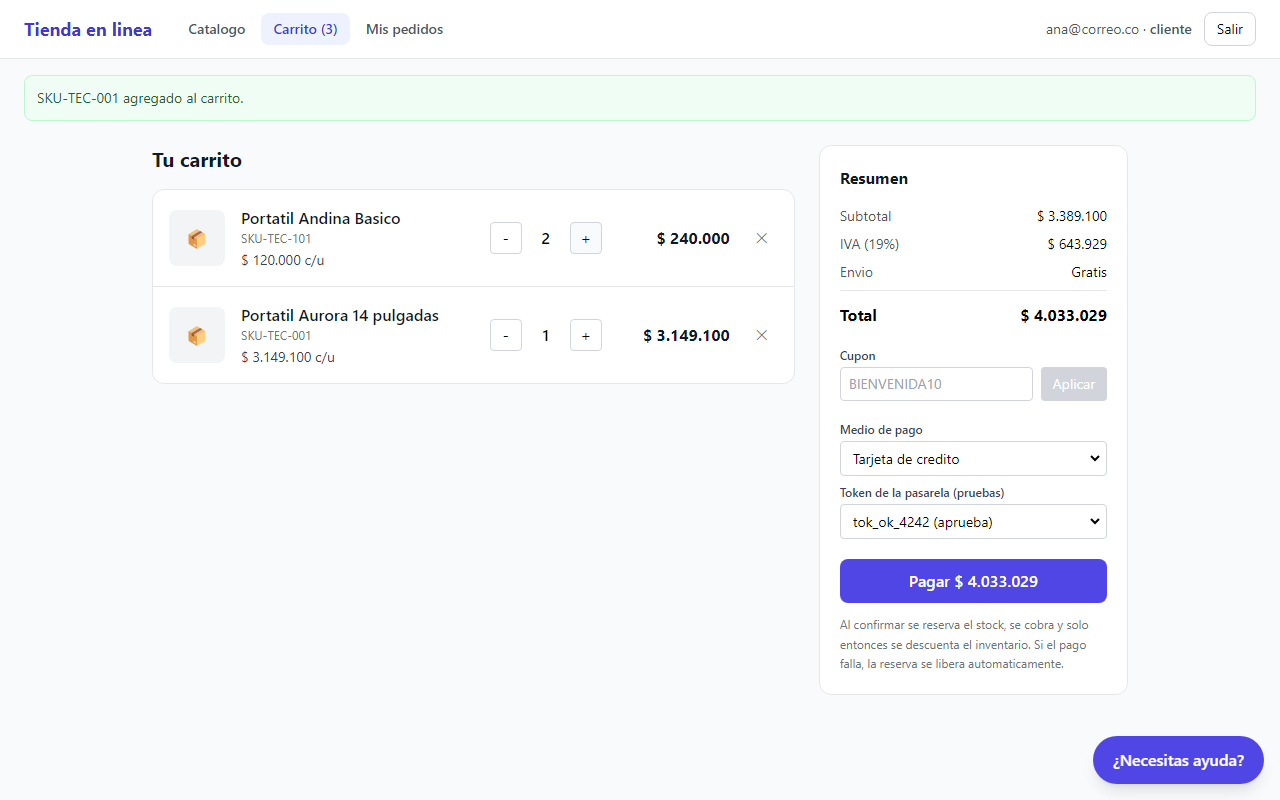 Tienda en linea
Catalogo
Carrito (3)
Mis pedidos
ana@correo.co · cliente
Salir
SKU-TEC-001 agregado al carrito.
Tu carrito
Portatil Andina Basico
SKU-TEC-101
$ 120.000 c/u
-
2
+
$ 240.000
×
Portatil Aurora 14 pulgadas
SKU-TEC-001
$ 3.149.100 c/u
-
1
+
$ 3.149.100
×
Resumen
Subtotal $ 3.389.100
IVA (19%) $ 643.929
Envio Gratis
Total $ 4.033.029
Cupon
BIENVENIDA10
Aplicar
Medio de pago
Tarjeta de credito
Token de la pasarela (pruebas)
tok_ok_4242 (aprueba)
Pagar $ 4.033.029
Al confirmar se reserva el stock, se cobra y solo
entonces se descuenta el inventario. Si el pago
falla, la reserva se libera automaticamente.
¿Necesitas ayuda?